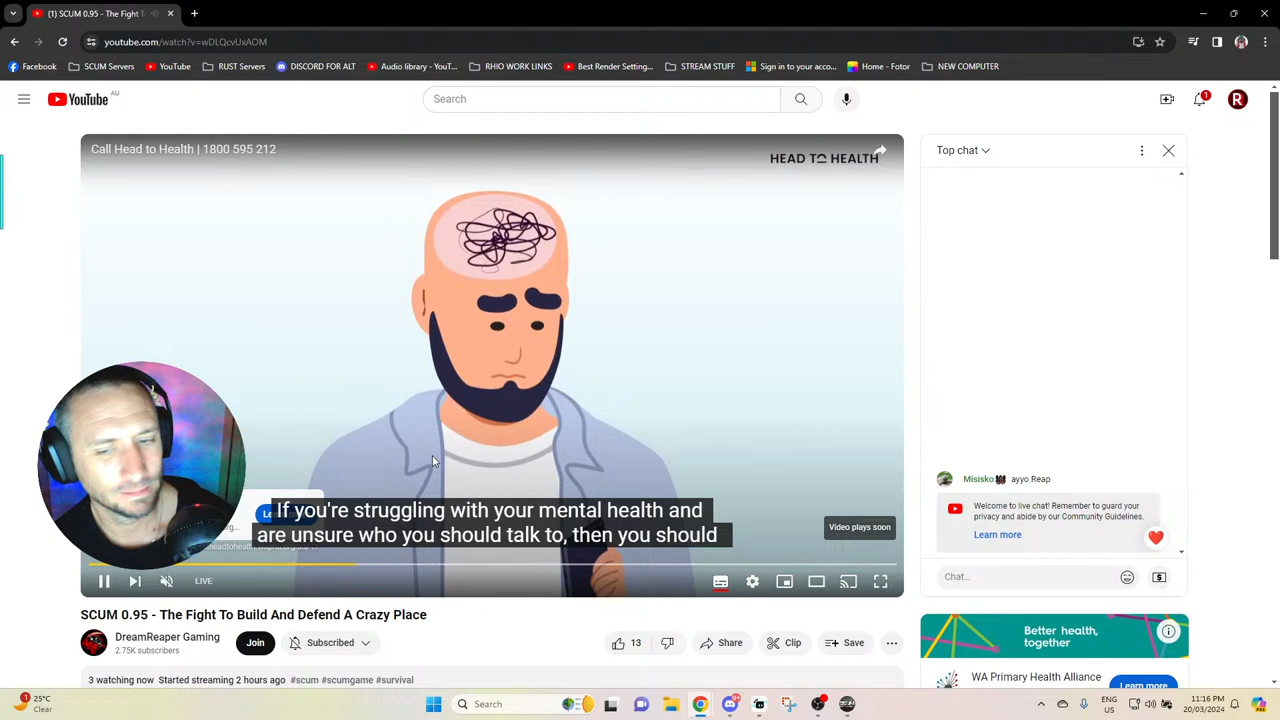 (1) SCUM 0.95 - The Fight To
youtube.com/watch?v=wDLQcvUxAOM
Facebook
SCUM Servers
YouTube
RUST Servers
DISCORD FOR ALT
Audio library - YouT...
RHIO WORK LINKS
Best Render Setting...
STREAM STUFF
Sign in to your acco...
Home - Fotor
NEW COMPUTER
YouTube AU
Search
1
R
Call Head to Health | 1800 595 212
HEAD TO HEALTH
Top chat
If you're struggling with your mental health and
are unsure who you should talk to, then you should
Video plays soon
LIVE
Misisko ayyo Reap
Welcome to live chat! Remember to guard your
privacy and abide by our Community Guidelines.
Learn more
Chat...
SCUM 0.95 - The Fight To Build And Defend A Crazy Place
DreamReaper Gaming
2.75K subscribers
Join
Subscribed
13
Share
Clip
Save
3 watching now Started streaming 2 hours ago #scum #scumgame #survival
Better health,
together
WA Primary Health Alliance
Learn more
1
25°C
Clear
Search
ENG
US
11:16 PM
20/03/2024